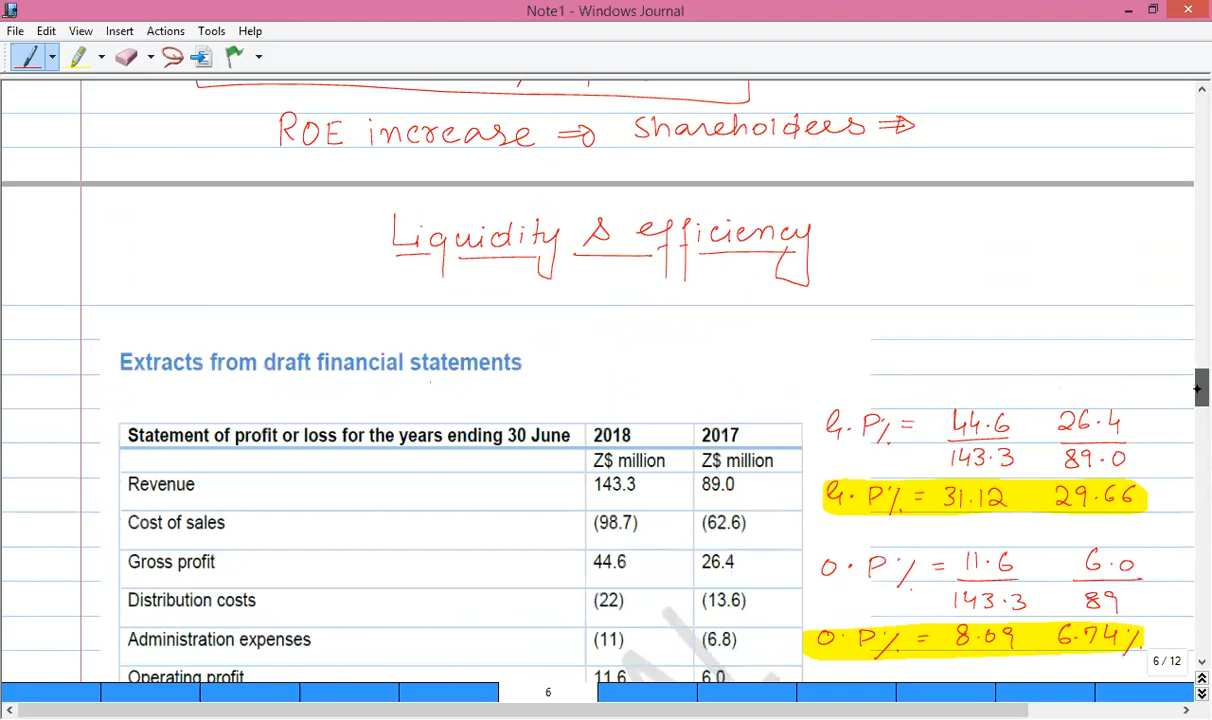 Note1 - Windows Journal
File Edit View Insert Actions Tools Help
ROE increase ⇒ Shareholders ⇒
Liquidity & efficiency
Extracts from draft financial statements
Statement of profit or loss for the years ending 30 June 2018 2017
Z$ million Z$ million
Revenue 143.3 89.0
Cost of sales (98.7) (62.6)
Gross profit 44.6 26.4
Distribution costs (22) (13.6)
Administration expenses (11) (6.8)
Operating profit 11.6 6.0
G.P% = 44.6 26.4
143.3 89.0
G.P% = 31.12 29.66
O.P% = 11.6 6.0
143.3 89
O.P% = 8.09 6.74%
6 / 12
6